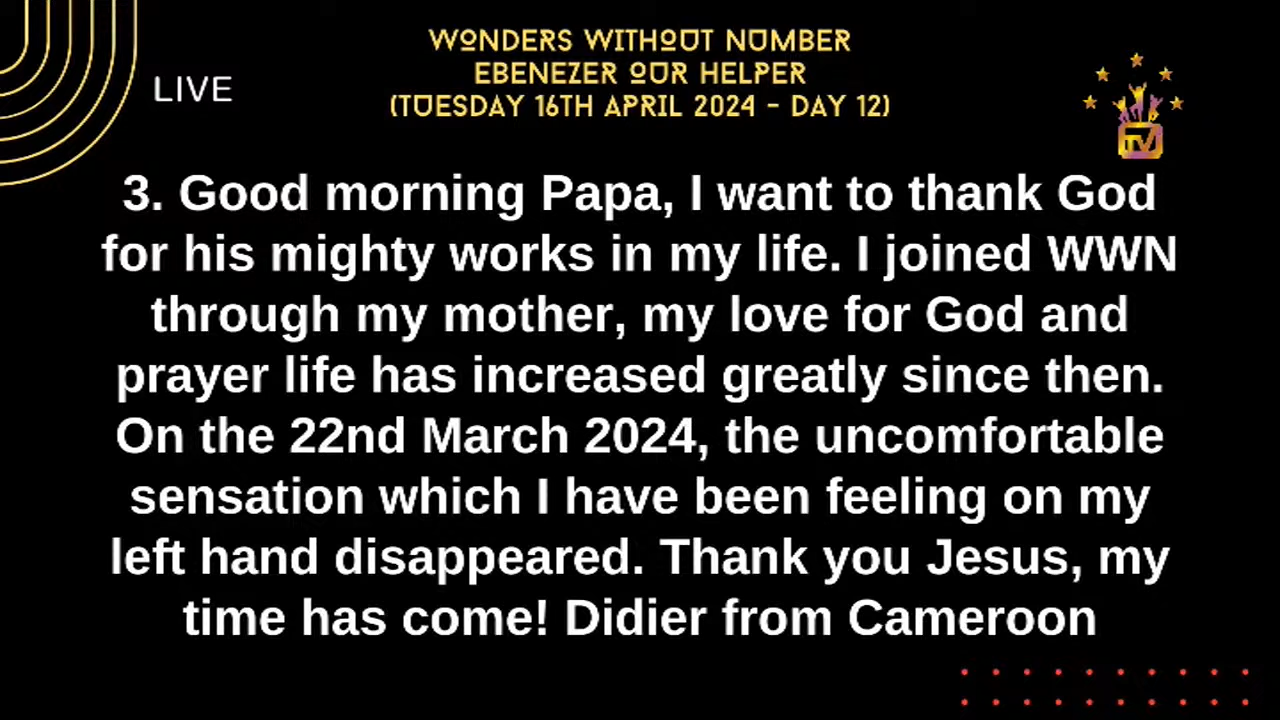 WONDERS WITHOUT NUMBER
EBENEZER OUR HELPER
LIVE
(TUESDAY 16TH APRIL 2024 - DAY 12)
TV
3. Good morning Papa, I want to thank God
for his mighty works in my life. I joined WWN
through my mother, my love for God and
prayer life has increased greatly since then.
On the 22nd March 2024, the uncomfortable
sensation which I have been feeling on my
left hand disappeared. Thank you Jesus, my
time has come! Didier from Cameroon